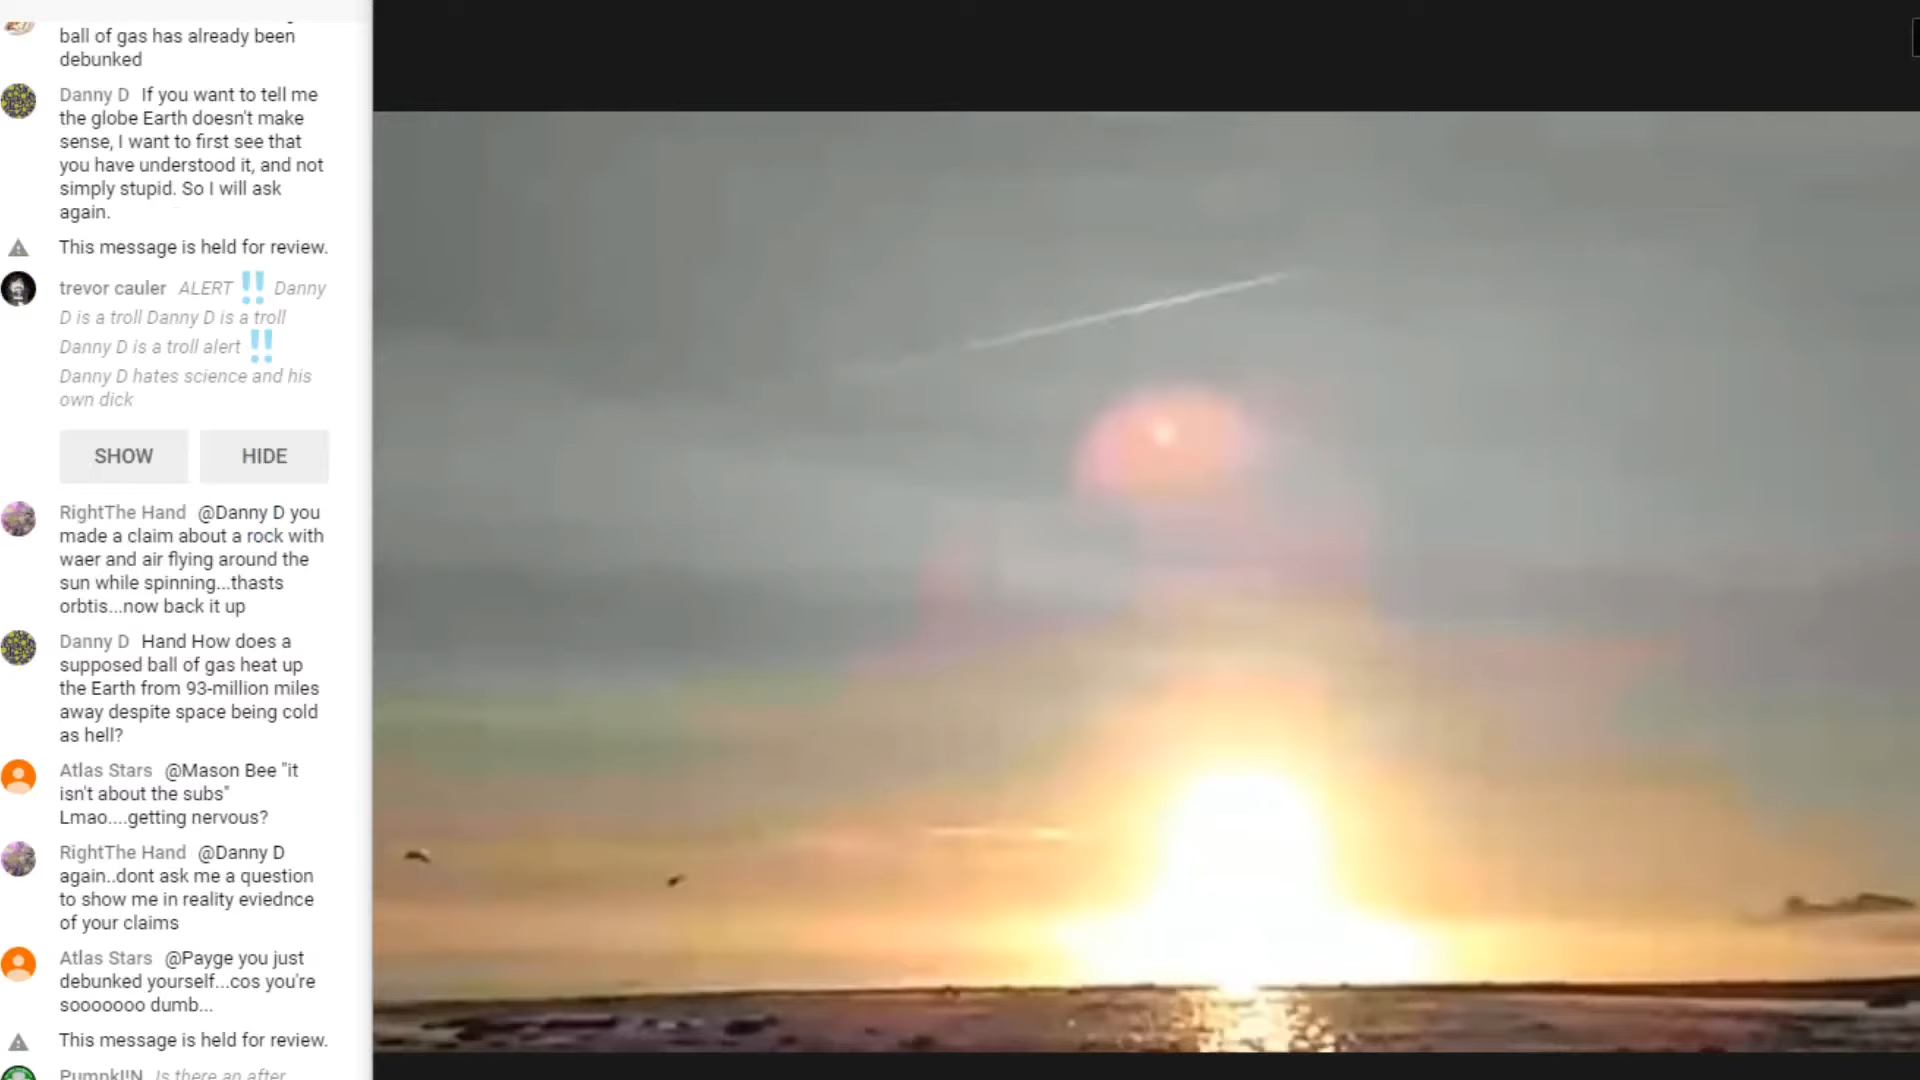 ball of gas has already been
debunked
Danny D If you want to tell me
the globe Earth doesn't make
sense, I want to first see that
you have understood it, and not
simply stupid. So I will ask
again.
This message is held for review.
trevor cauler ALERT ‼ Danny
D is a troll Danny D is a troll
Danny D is a troll alert ‼
Danny D hates science and his
own dick
SHOW HIDE
RightThe Hand @Danny D you
made a claim about a rock with
waer and air flying around the
sun while spinning...thasts
orbtis...now back it up
Danny D Hand How does a
supposed ball of gas heat up
the Earth from 93-million miles
away despite space being cold
as hell?
Atlas Stars @Mason Bee "it
isn't about the subs"
Lmao....getting nervous?
RightThe Hand @Danny D
again..dont ask me a question
to show me in reality eviednce
of your claims
Atlas Stars @Payge you just
debunked yourself...cos you're
sooooooo dumb...
This message is held for review.
PumpkI!N Is there an after